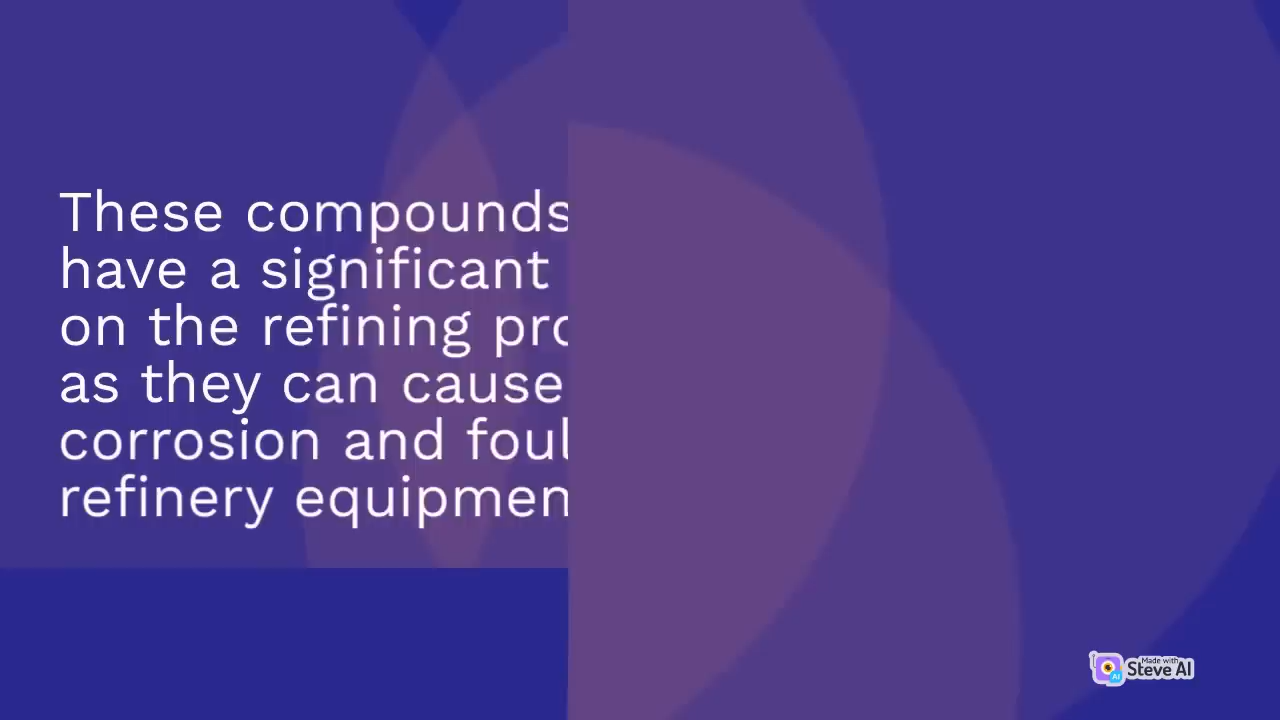 These compounds
have a significant
on the refining pro
as they can cause
corrosion and foul
refinery equipmen
Made with
Steve AI
AI